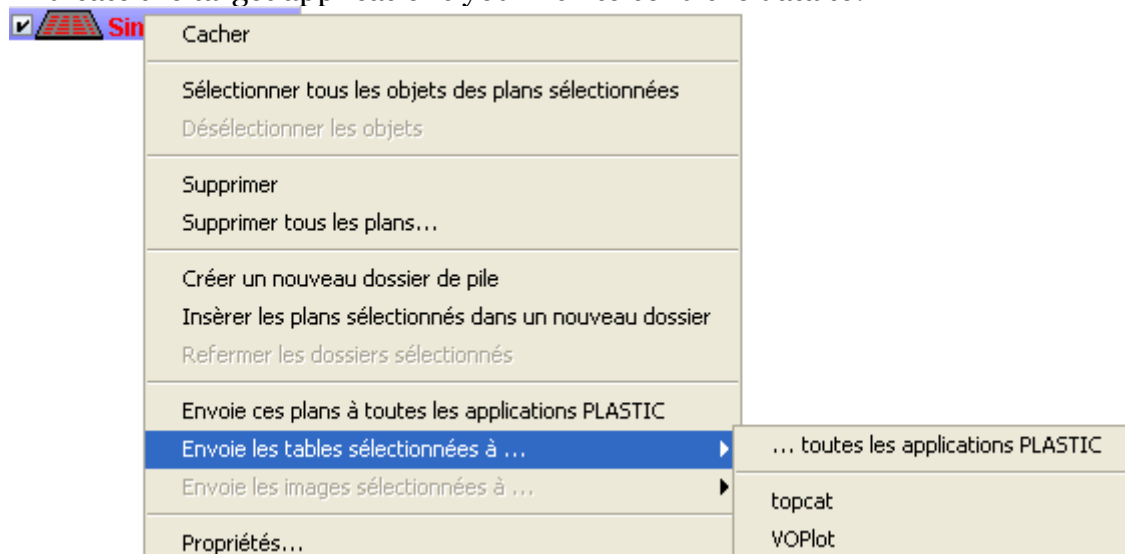 target applications you
Sin
Cacher
Sélectionner tous les objets des plans sélectionnées
Désélectionner les objets
Supprimer
Supprimer tous les plans...
Créer un nouveau dossier de pile
Insèrer les plans sélectionnés dans un nouveau dossier
Refermer les dossiers sélectionnés
Envoie ces plans à toutes les applications PLASTIC
Envoie les tables sélectionnées à ...
... toutes les applications PLASTIC
Envoie les images sélectionnées à ...
topcat
VOPlot
Propriétés...